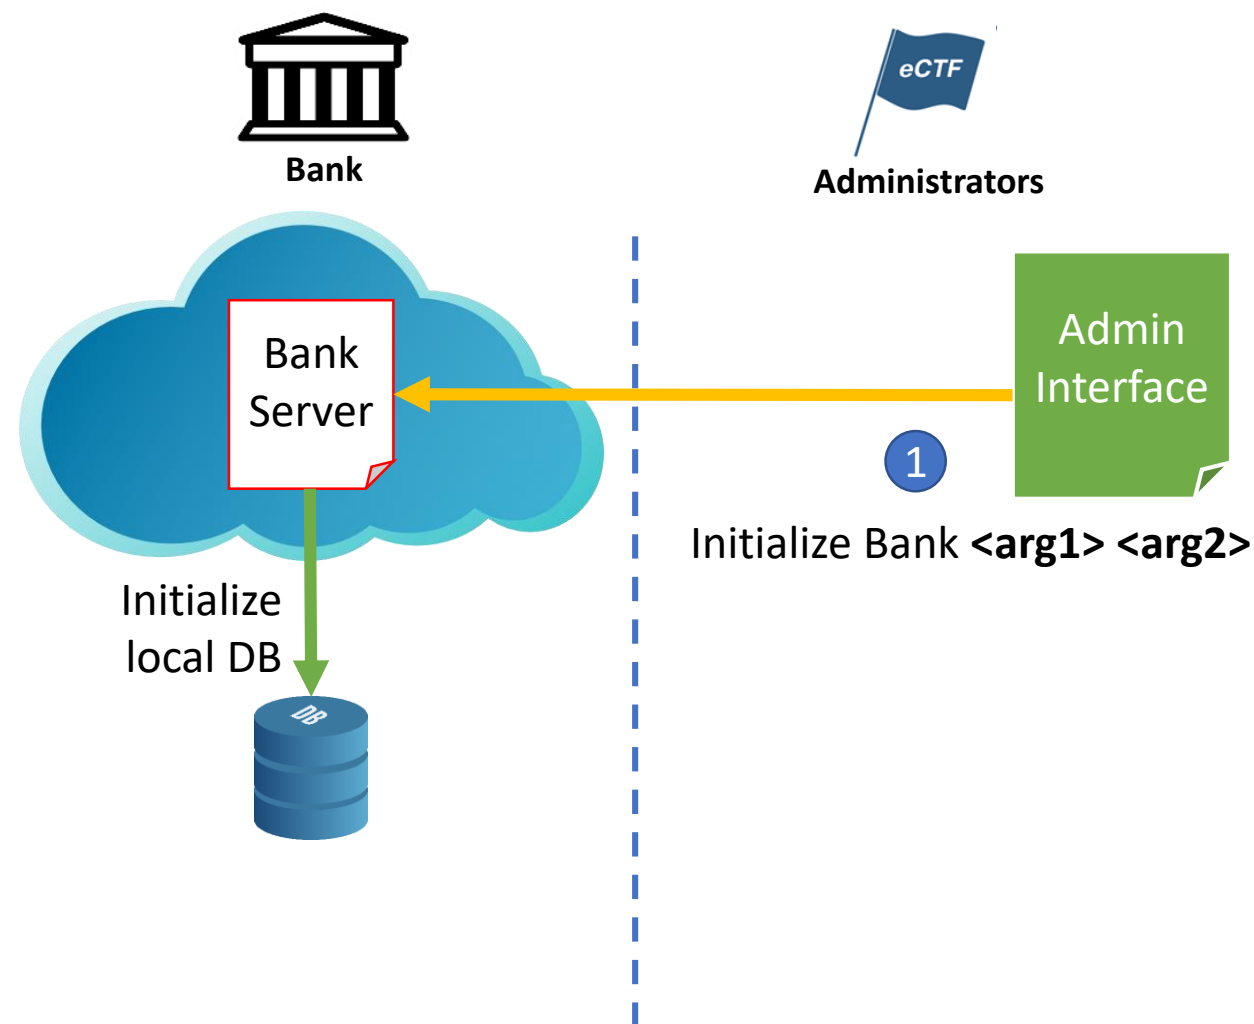 eCTF
Bank
Administrators
Bank
Server
Admin
Interface
1
Initialize Bank <arg1> <arg2>
Initialize
local DB
DB